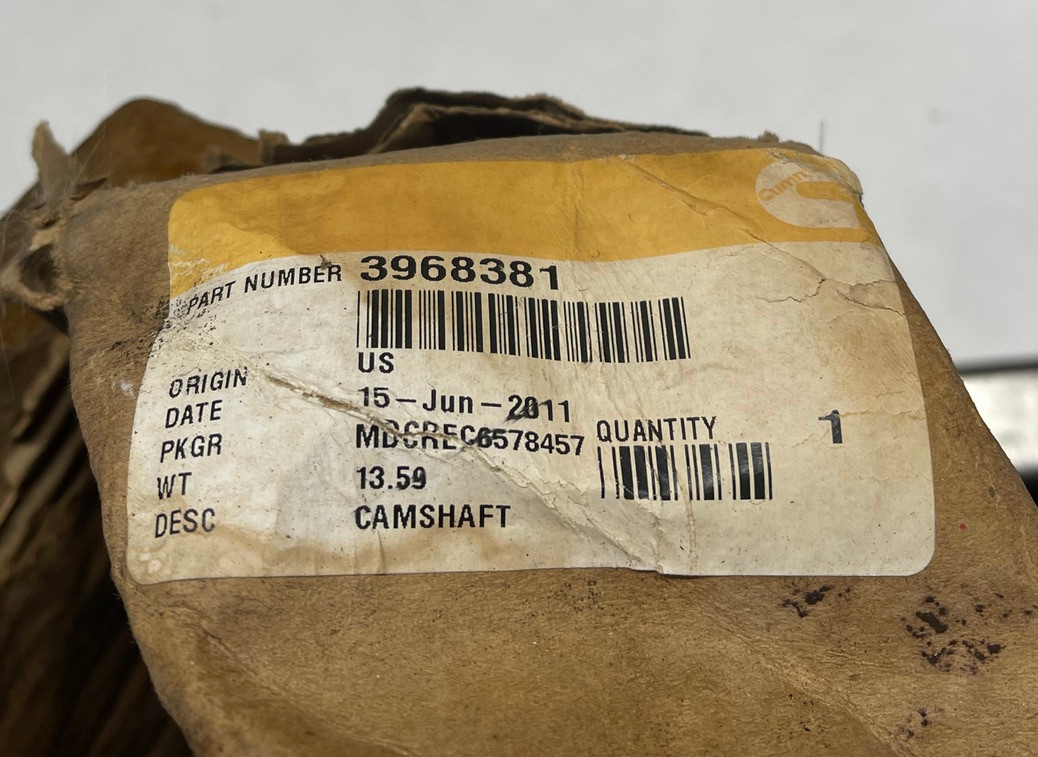 PART NUMBER 3968381
ORIGIN US
DATE 15-Jun-2011
PKGR MDCREC6578457 QUANTITY 1
WT 13.59
DESC CAMSHAFT